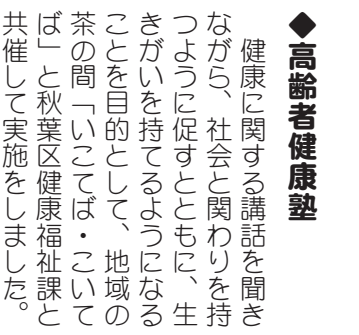 ◆高齢者健康塾
　健康に関する講話を聞き
ながら、社会と関わりを持
つように促すとともに、生
きがいを持てるようになる
ことを目的として、地域の
茶の間「いこてば・こいて
ば」と秋葉区健康福祉課と
共催して実施をしました。